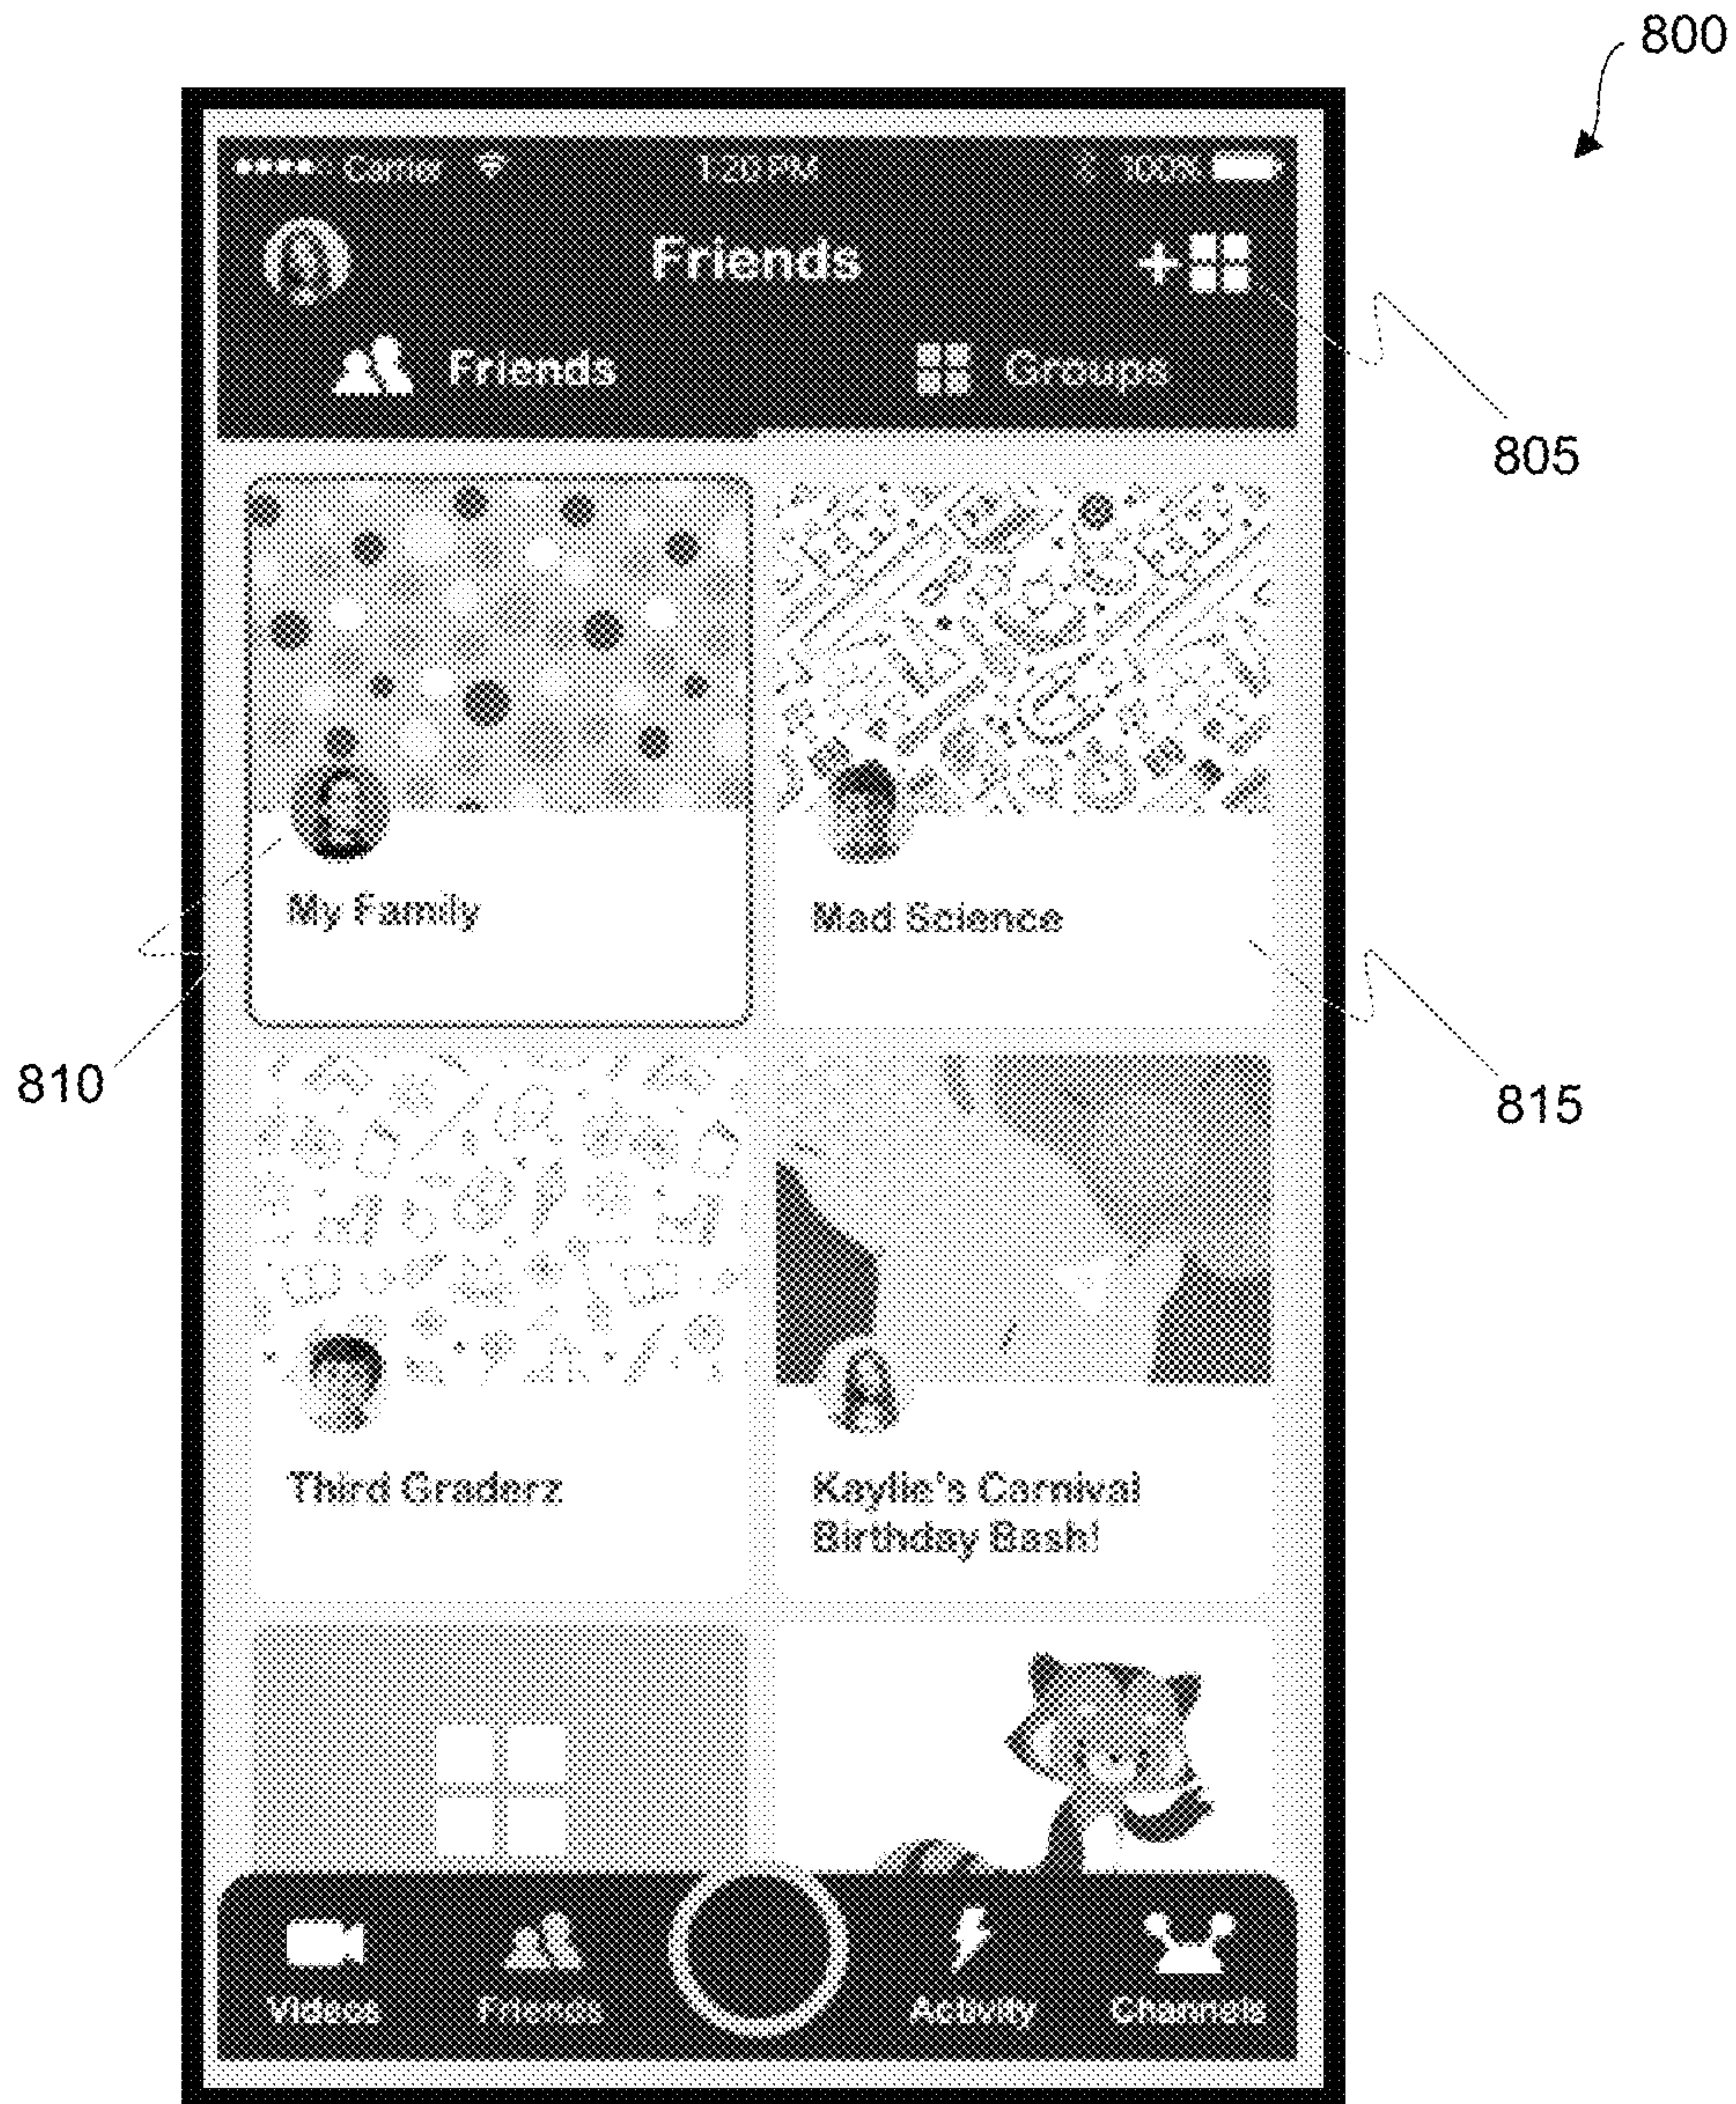 800
Carrier 1:20 PM 100%
Friends
Friends Groups
805
My Family
Mad Science
810
815
Third Graderz
Kaylie's Carnival
Birthday Bash!
Videos Friends Activity Channels